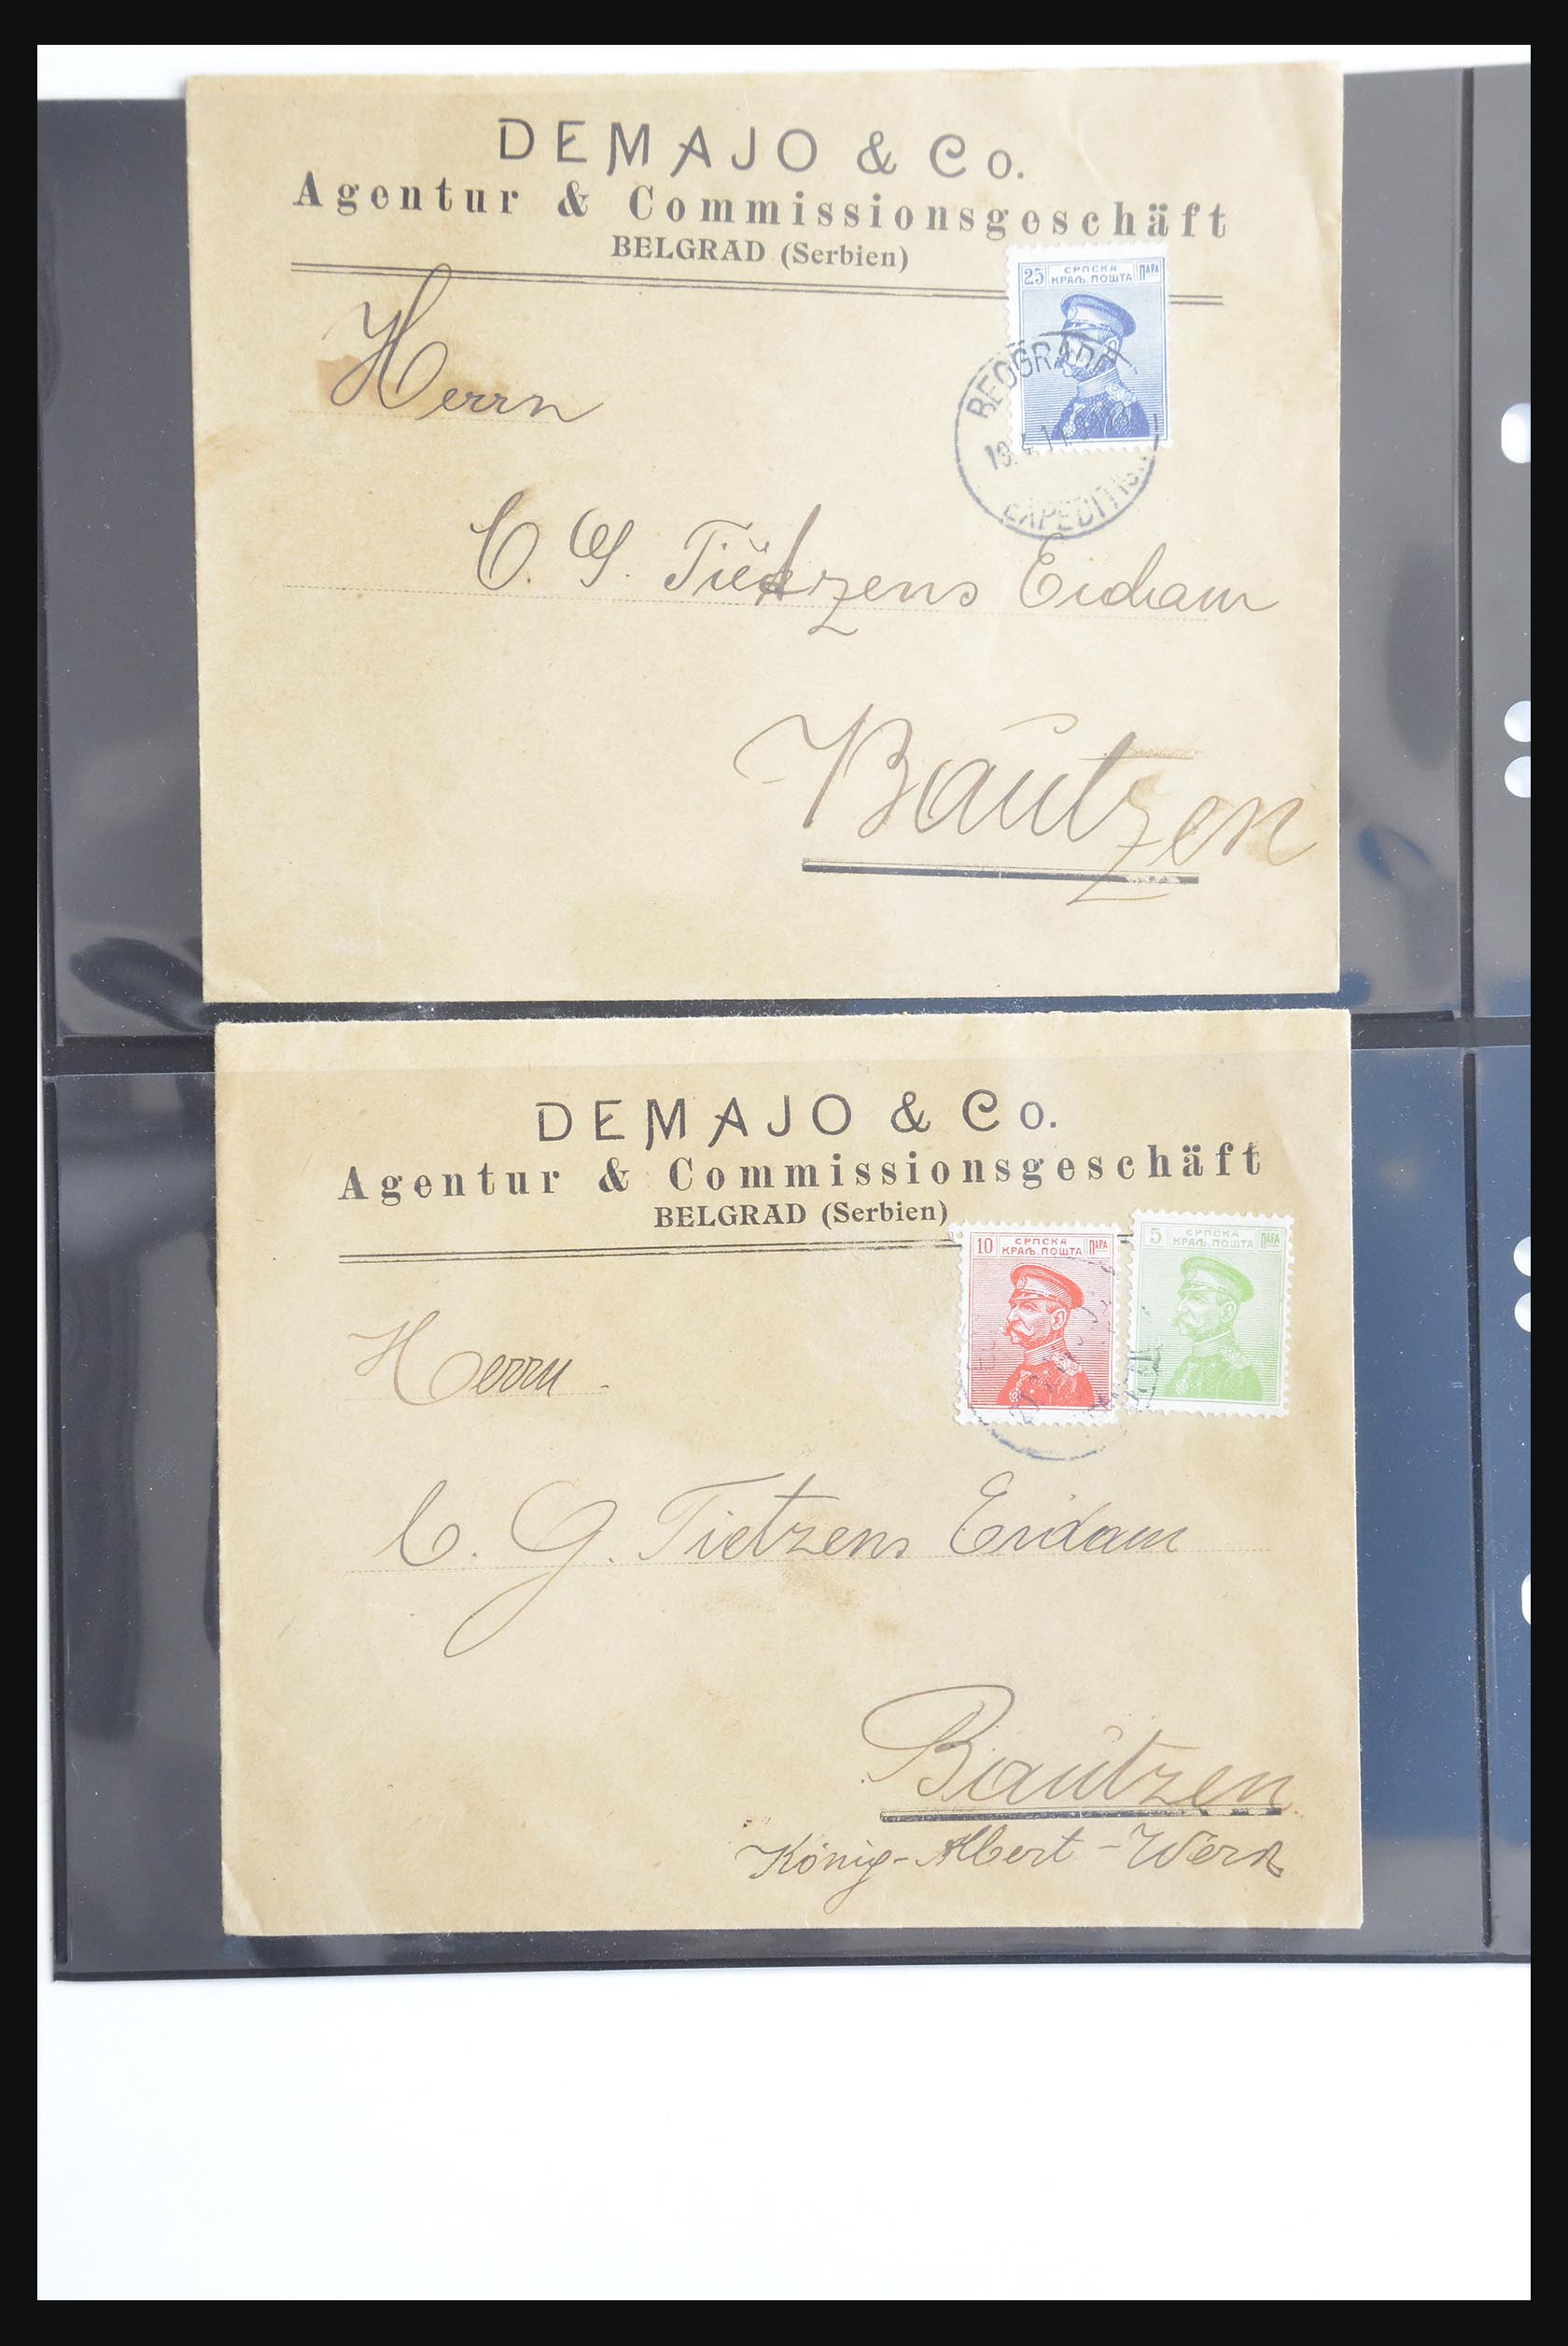 DEMAJO & Co.
Agentur & Commissionsgeschäft
BELGRAD (Serbien)
25 СРПСКА ПАРА
КРАЉ. ПОШТА
BEOGRAD
Herrn
C. G. Tietzens Eidam
Bautzen
DEMAJO & Co.
Agentur & Commissionsgeschäft
BELGRAD (Serbien)
10 СРПСКА ПАРА
КРАЉ. ПОШТА
5 СРПСКА ПАРА
КРАЉ. ПОШТА
Herrn
C. G. Tietzens Eidam
Bautzen
König-Albert-Werk